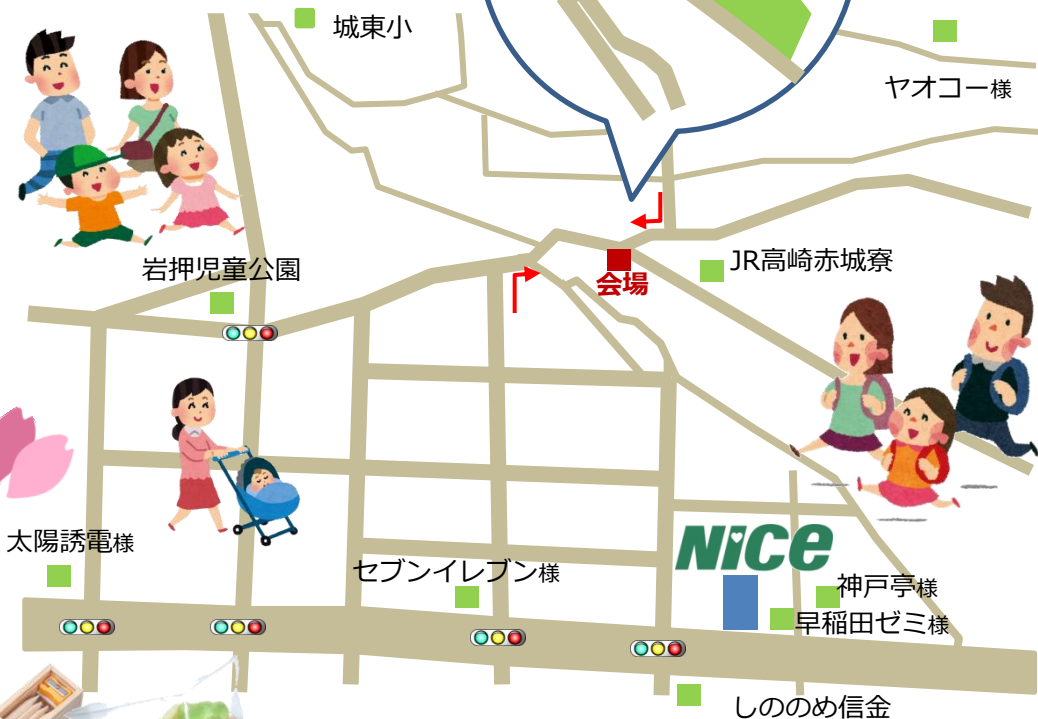 城東小
ヤオコー様
岩押児童公園
JR高崎赤城寮
会場
太陽誘電様
セブンイレブン様
NiCe
神戸亭様
早稲田ゼミ様
しののめ信金